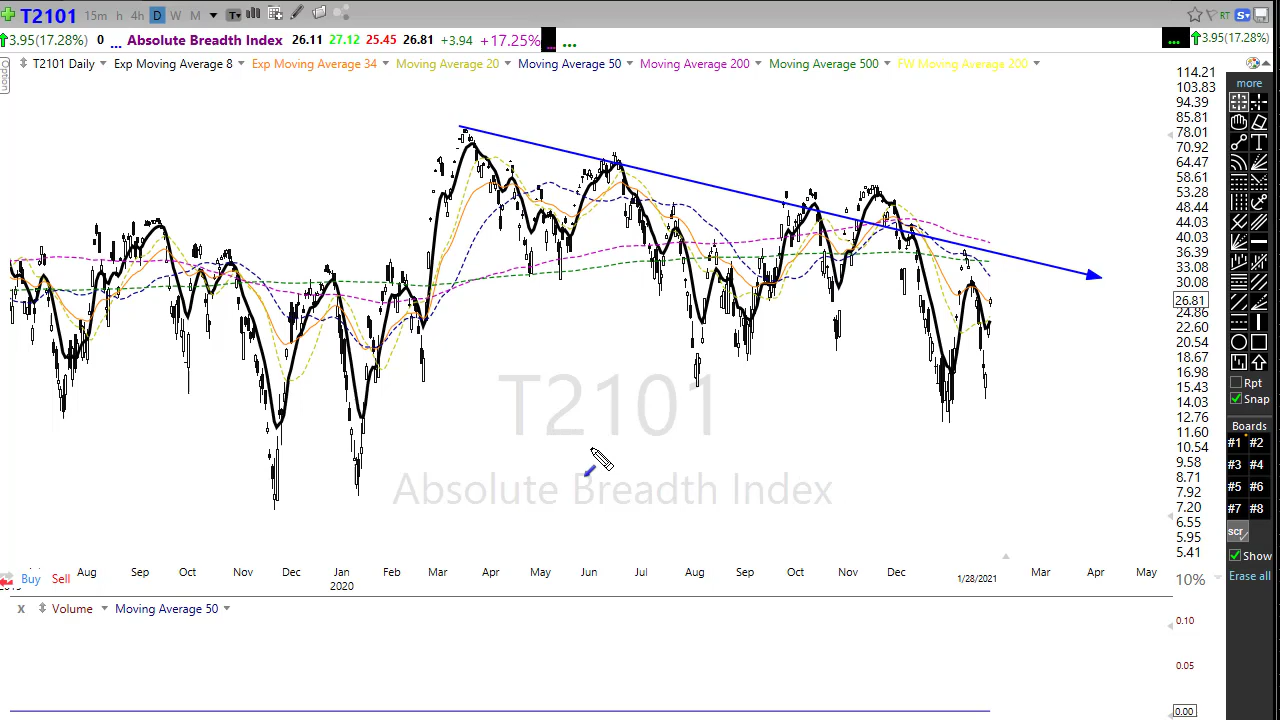 T2101 15m h 4h D W M T
3.95(17.28%) 0 ... Absolute Breadth Index 26.11 27.12 25.45 26.81 +3.94 +17.25% ... ... 3.95(17.28%)
RT S
Option
T2101 Daily Exp Moving Average 8 Exp Moving Average 34 Moving Average 20 Moving Average 50 Moving Average 200 Moving Average 500 FW Moving Average 200
114.21
103.83
94.39
85.81
78.01
70.92
64.47
58.61
53.28
48.44
44.03
40.03
36.39
33.08
30.08
26.81
24.86
22.60
20.54
18.67
16.98
15.43
14.03
12.76
11.60
10.54
9.58
8.71
7.92
7.20
6.55
5.95
5.41
10%
T2101
Absolute Breadth Index
Aug Sep Oct Nov Dec Jan Feb Mar Apr May Jun Jul Aug Sep Oct Nov Dec 1/28/2021 Mar Apr May
2020
Buy Sell
X Volume Moving Average 50
0.10
0.05
0.00
more
T
Rpt
Snap
Boards
#1 #2
#3 #4
#5 #6
#7 #8
scr
Show
Erase all